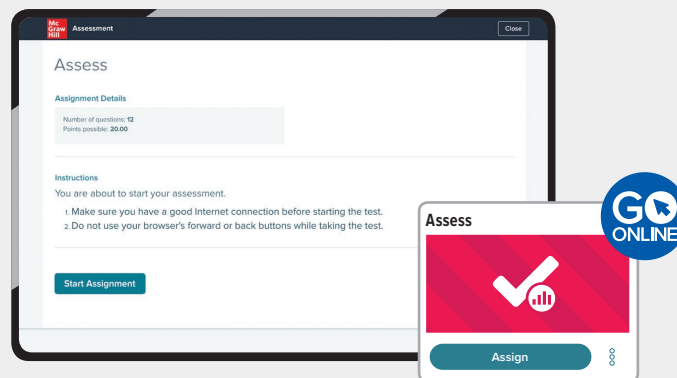 Mc
Graw
Hill
Assessment
Close
Assess
Assignment Details
Number of questions: 12
Points possible: 20.00
Instructions
You are about to start your assessment.
1. Make sure you have a good Internet connection before starting the test.
2. Do not use your browser's forward or back buttons while taking the test.
Start Assignment
Assess
GO
ONLINE
Assign